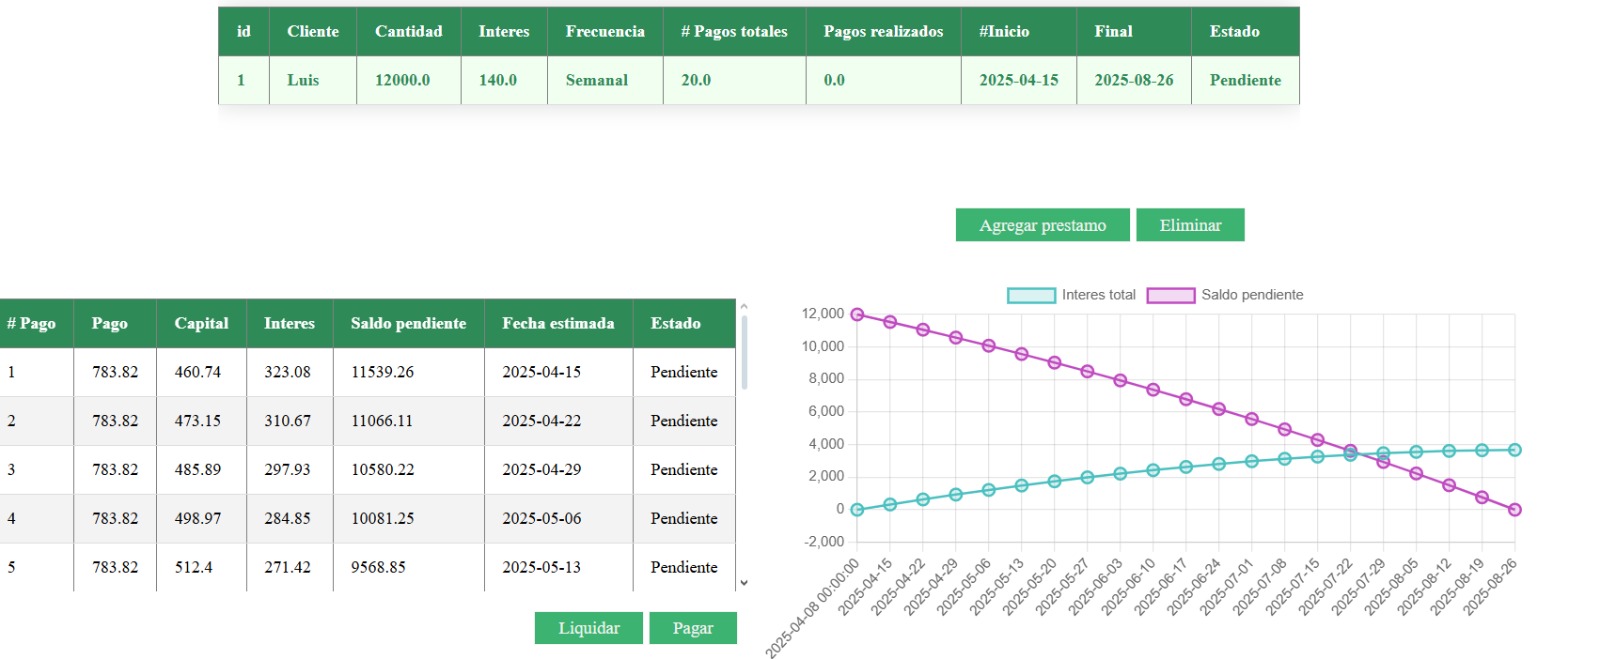 id Cliente Cantidad Interes Frecuencia # Pagos totales Pagos realizados #Inicio Final Estado
1 Luis 12000.0 140.0 Semanal 20.0 0.0 2025-04-15 2025-08-26 Pendiente
Agregar prestamo Eliminar
# Pago Pago Capital Interes Saldo pendiente Fecha estimada Estado
1 783.82 460.74 323.08 11539.26 2025-04-15 Pendiente
2 783.82 473.15 310.67 11066.11 2025-04-22 Pendiente
3 783.82 485.89 297.93 10580.22 2025-04-29 Pendiente
4 783.82 498.97 284.85 10081.25 2025-05-06 Pendiente
5 783.82 512.4 271.42 9568.85 2025-05-13 Pendiente
Liquidar Pagar
Interes total Saldo pendiente
12,000
10,000
8,000
6,000
4,000
2,000
0
-2,000
2025-04-08 00:00:00
2025-04-15
2025-04-22
2025-04-29
2025-05-06
2025-05-13
2025-05-20
2025-05-27
2025-06-03
2025-06-10
2025-06-17
2025-06-24
2025-07-01
2025-07-08
2025-07-15
2025-07-22
2025-07-29
2025-08-05
2025-08-12
2025-08-19
2025-08-26